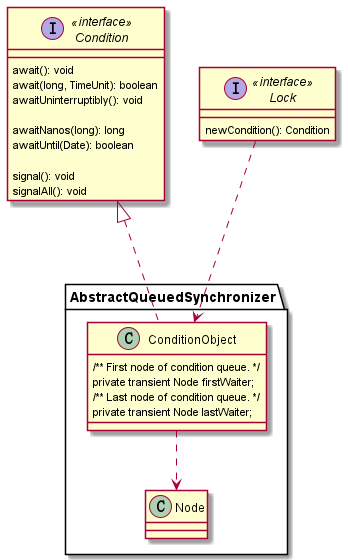 I
«interface»
Condition
await(): void
await(long, TimeUnit): boolean
awaitUninterruptibly(): void
awaitNanos(long): long
awaitUntil(Date): boolean
signal(): void
signalAll(): void
I
«interface»
Lock
newCondition(): Condition
AbstractQueuedSynchronizer
C
ConditionObject
/** First node of condition queue. */
private transient Node firstWaiter;
/** Last node of condition queue. */
private transient Node lastWaiter;
C
Node